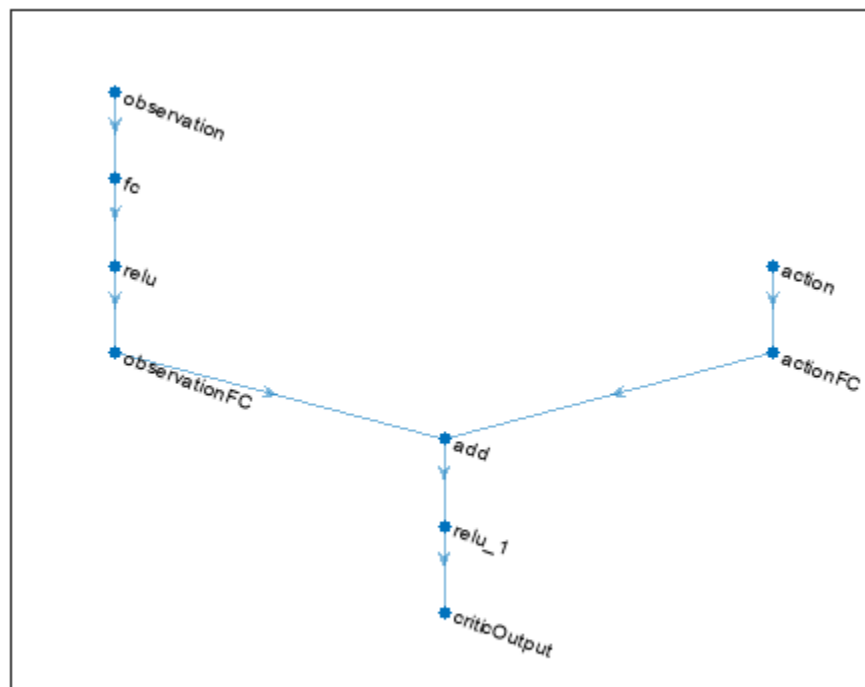 observation
fc
relu
action
observationFC
actionFC
add
relu_1
criticOutput